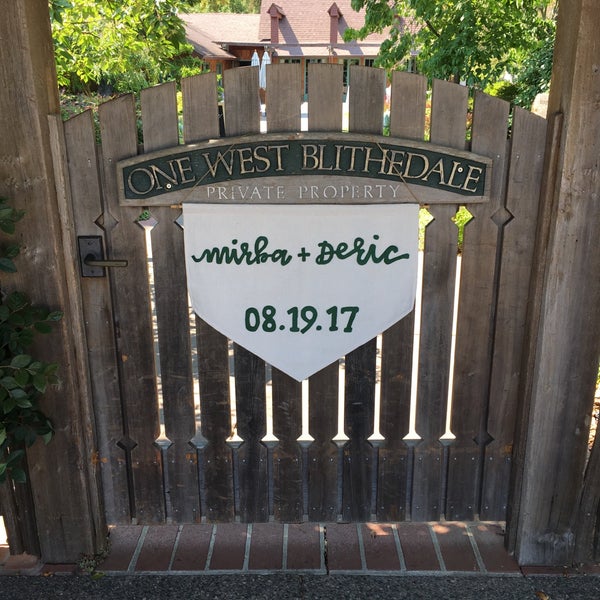 ONE WEST BLITHEDALE
PRIVATE PROPERTY
mirba + Deric
08.19.17